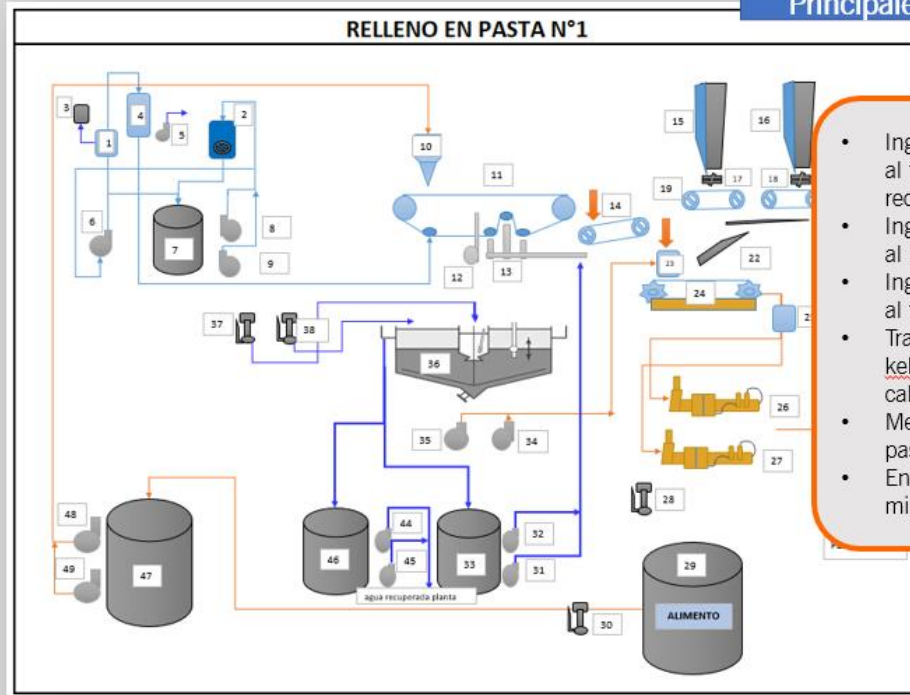 Principale
RELLENO EN PASTA N°1
3
4
2
1
5
6
7
8
9
10
11
12
13
14
15
16
17
18
19
22
23
24
26
27
28
29
ALIMENTO
30
31
32
33
34
35
36
37
38
44
45
46
agua recuperada planta
47
48
49
• Ing
al
rec
• Ing
al
• Ing
al
• Tra
kel
cal
• Me
pas
• En
mi